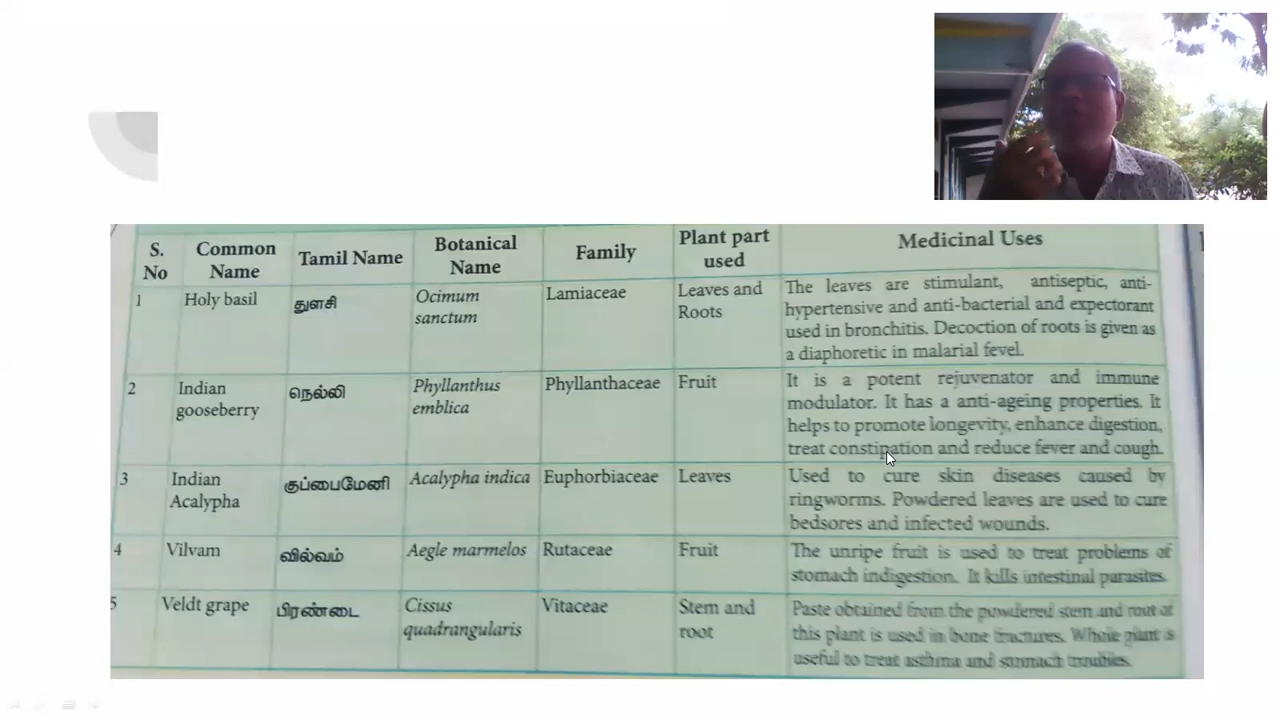 S. No Common Name Tamil Name Botanical Name Family Plant part used Medicinal Uses
1 Holy basil துளசி Ocimum sanctum Lamiaceae Leaves and Roots The leaves are stimulant, antiseptic, anti-
hypertensive and anti-bacterial and expectorant
used in bronchitis. Decoction of roots is given as
a diaphoretic in malarial fevel.
2 Indian gooseberry நெல்லி Phyllanthus emblica Phyllanthaceae Fruit It is a potent rejuvenator and immune
modulator. It has a anti-ageing properties. It
helps to promote longevity, enhance digestion,
treat constipation and reduce fever and cough.
3 Indian Acalypha குப்பைமேனி Acalypha indica Euphorbiaceae Leaves Used to cure skin diseases caused by
ringworms. Powdered leaves are used to cure
bedsores and infected wounds.
4 Vilvam வில்வம் Aegle marmelos Rutaceae Fruit The unripe fruit is used to treat problems of
stomach indigestion. It kills intestinal parasites.
5 Veldt grape பிரண்டை Cissus quadrangularis Vitaceae Stem and root Paste obtained from the powdered stem and root of
this plant is used in bone fractures. Whole plant is
useful to treat asthma and stomach troubles.